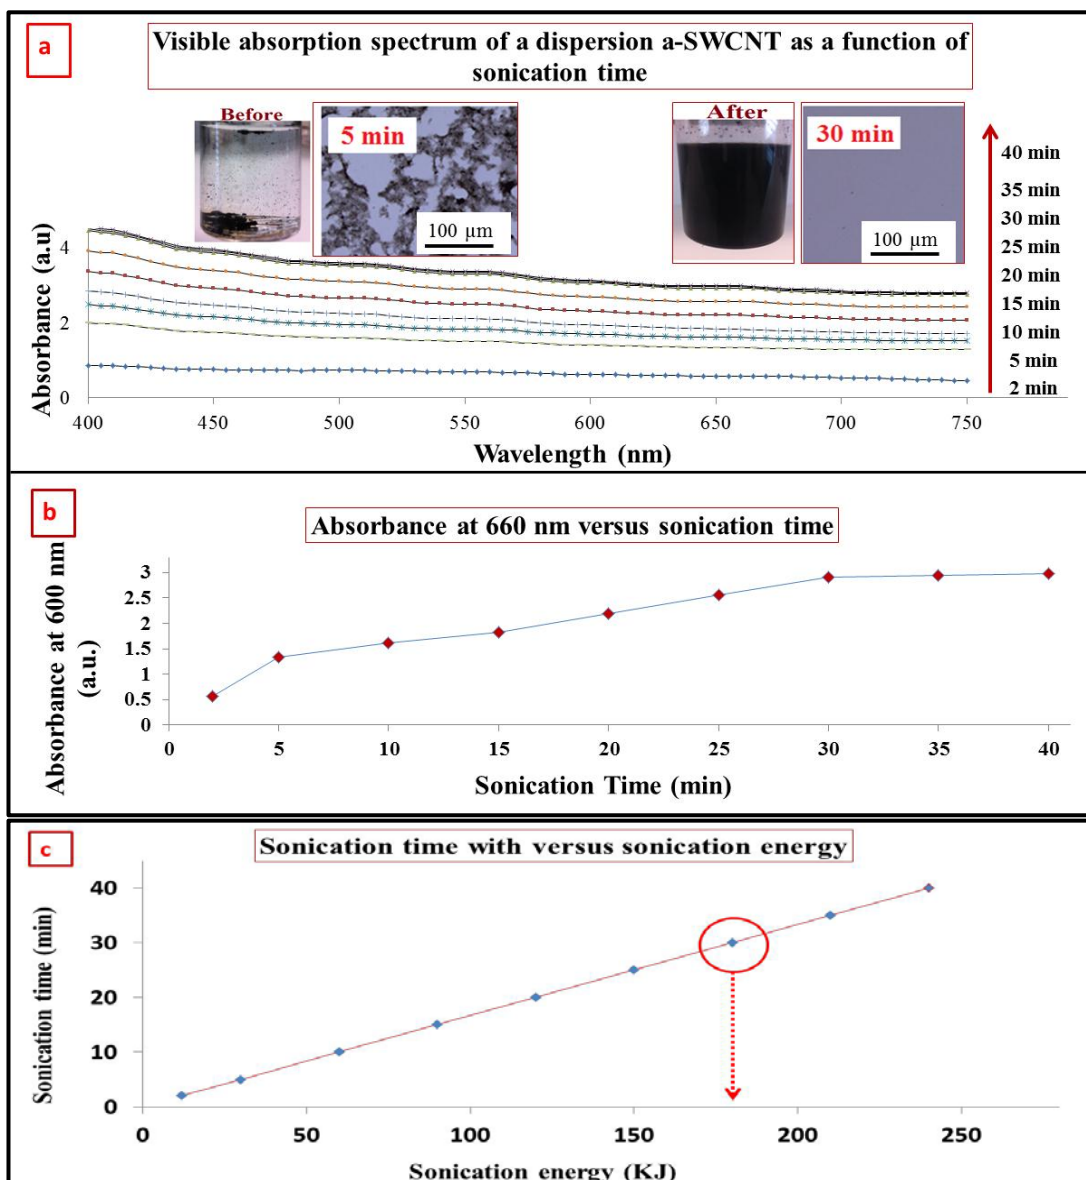 a
Visible absorption spectrum of a dispersion a-SWCNT as a function of
sonication time
Before
5 min
100 µm
After
30 min
100 µm
40 min
35 min
30 min
25 min
20 min
15 min
10 min
5 min
2 min
Absorbance (a.u)
4
2
0
400 450 500 550 600 650 700 750
Wavelength (nm)
b
Absorbance at 660 nm versus sonication time
Absorbance at 600 nm
(a.u.)
3
2.5
2
1.5
1
0.5
0
0 5 10 15 20 25 30 35 40
Sonication Time (min)
c
Sonication time with versus sonication energy
Sonication time (min)
40
30
20
10
0
0 50 100 150 200 250
Sonication energy (KJ)